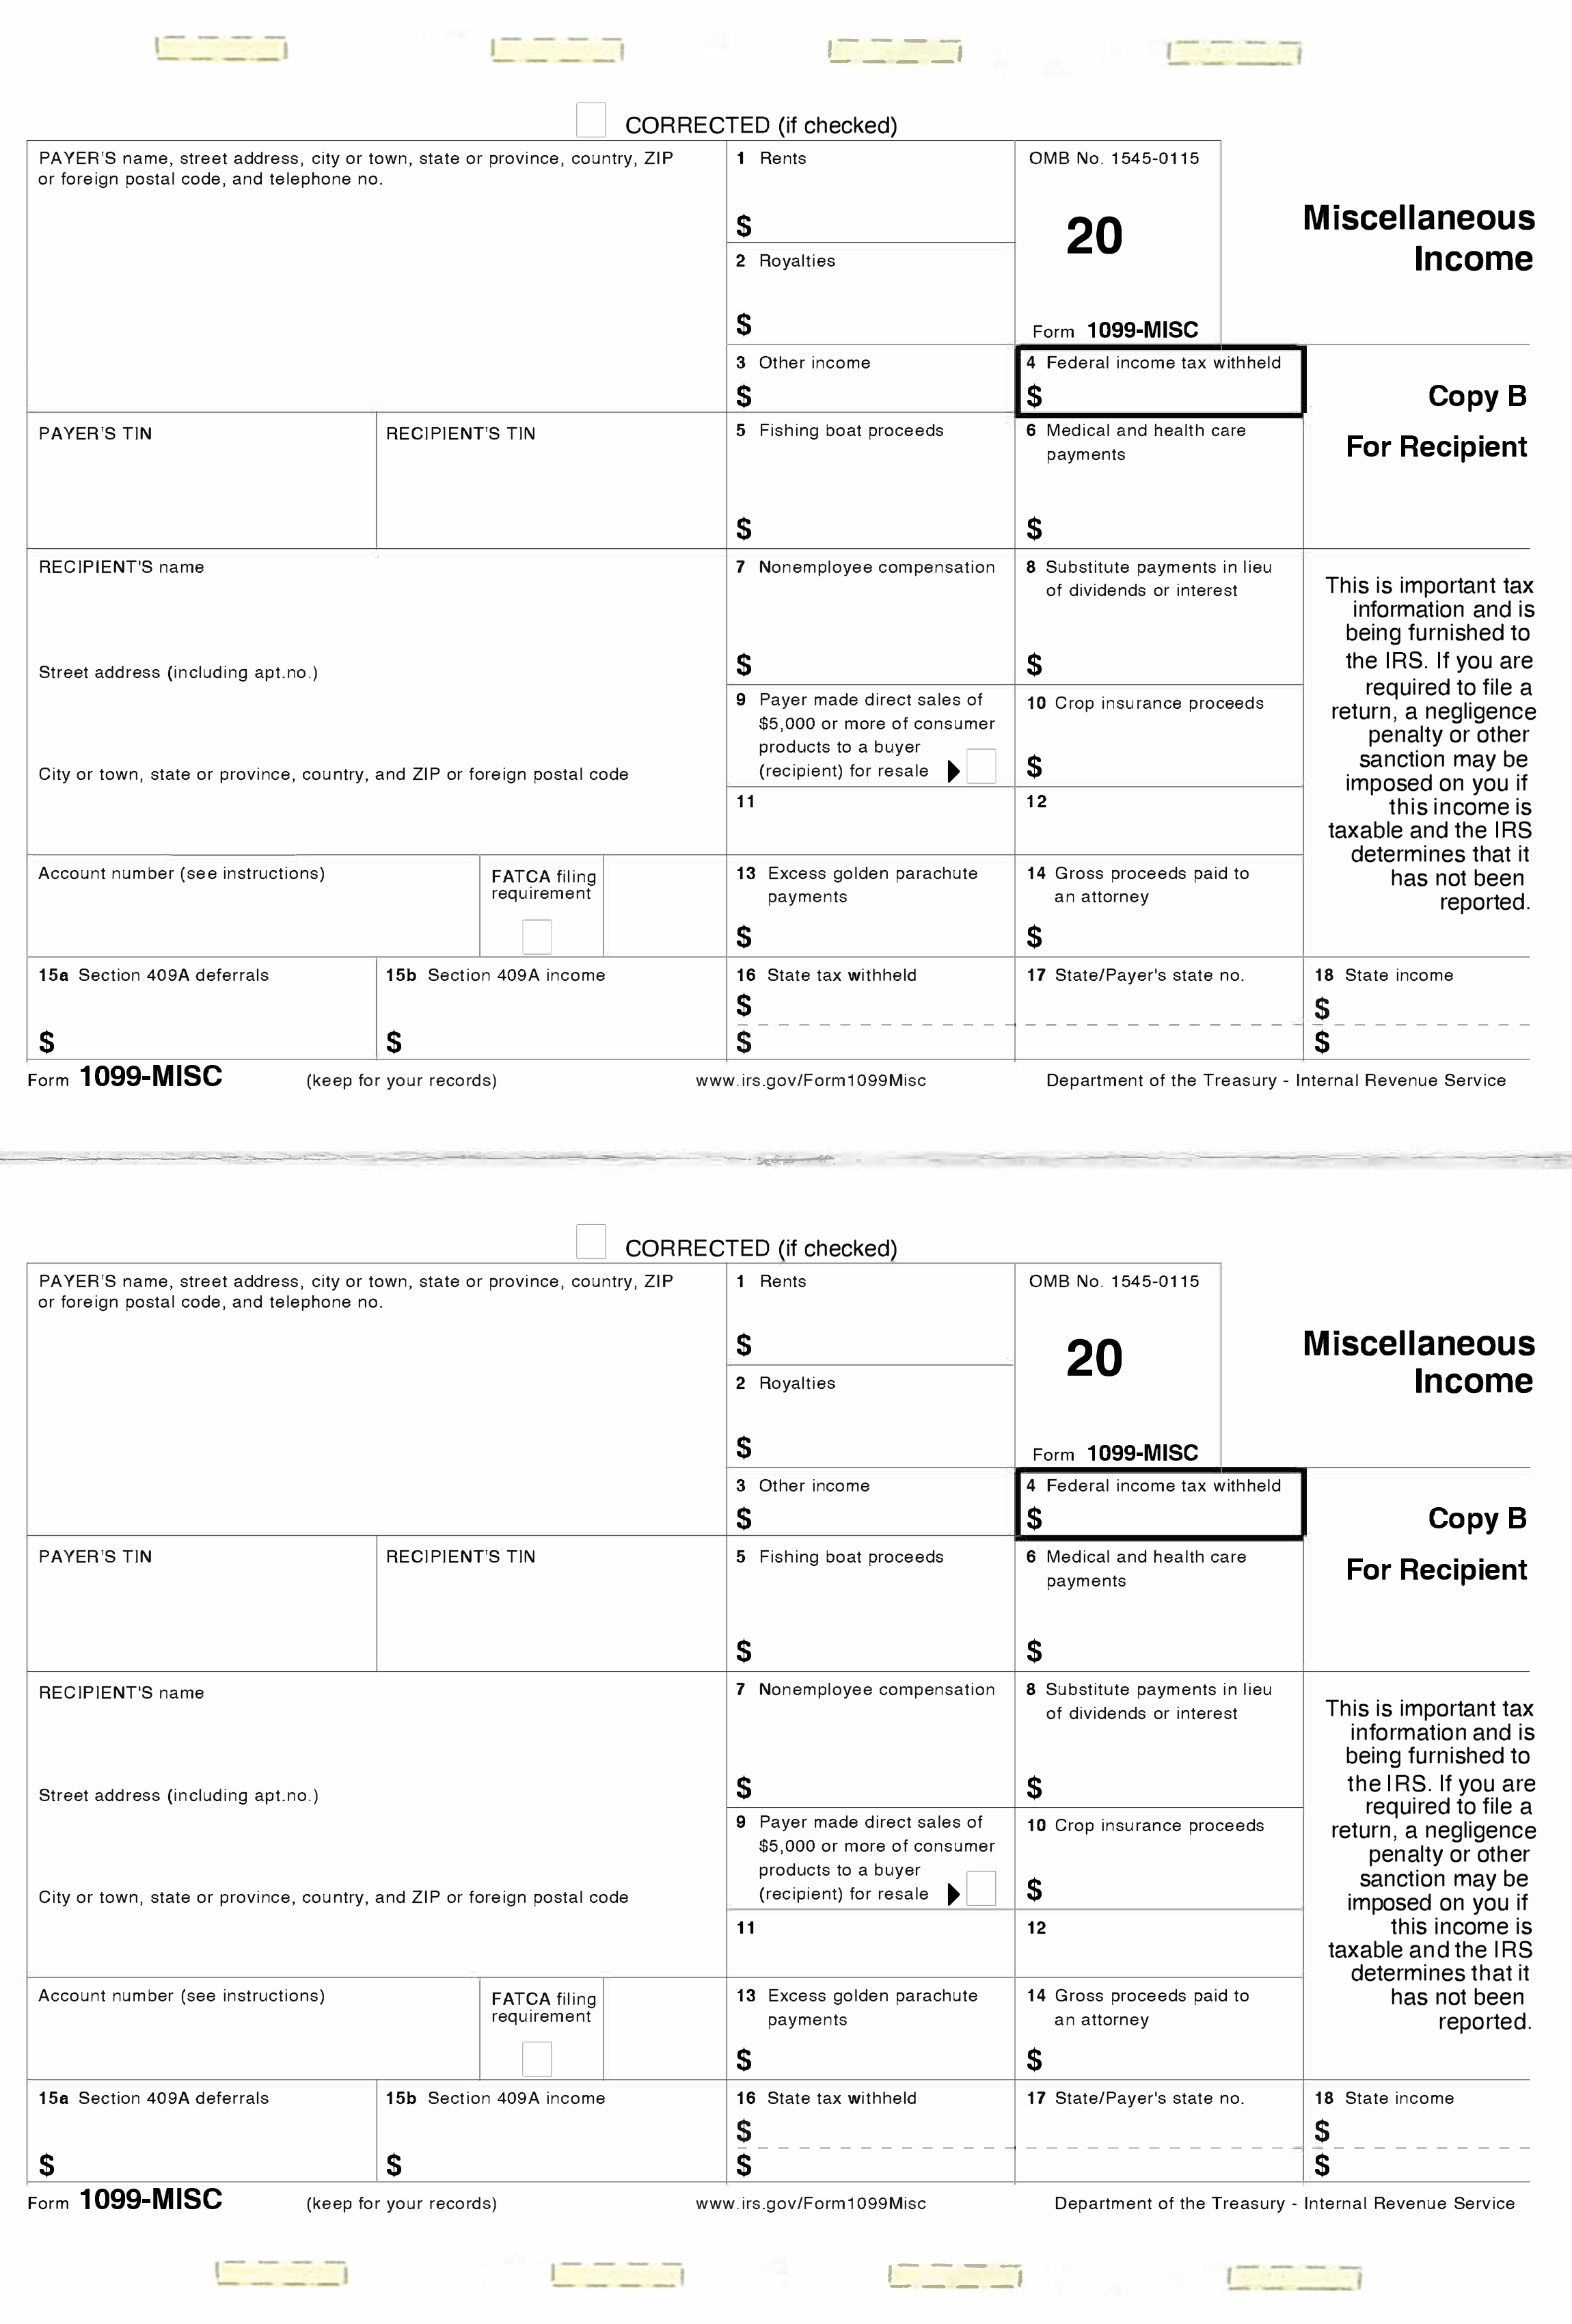 CORRECTED (if checked)
PAYER'S name, street address, city or town, state or province, country, ZIP
or foreign postal code, and telephone no.
1 Rents
$
OMB No. 1545-0115
20
Form 1099-MISC
Miscellaneous
Income
2 Royalties
$
3 Other income
$
4 Federal income tax withheld
$
Copy B
For Recipient
PAYER'S TIN
RECIPIENT'S TIN
5 Fishing boat proceeds
$
6 Medical and health care
payments
$
RECIPIENT'S name
Street address (including apt.no.)
City or town, state or province, country, and ZIP or foreign postal code
7 Nonemployee compensation
$
8 Substitute payments in lieu
of dividends or interest
$
This is important tax
information and is
being furnished to
the IRS. If you are
required to file a
return, a negligence
penalty or other
sanction may be
imposed on you if
this income is
taxable and the IRS
determines that it
has not been
reported.
9 Payer made direct sales of
$5,000 or more of consumer
products to a buyer
(recipient) for resale
10 Crop insurance proceeds
$
11
12
Account number (see instructions)
FATCA filing
requirement
13 Excess golden parachute
payments
$
14 Gross proceeds paid to
an attorney
$
15a Section 409A deferrals
$
15b Section 409A income
$
16 State tax withheld
$
$
17 State/Payer's state no.
18 State income
$
$
Form 1099-MISC
(keep for your records)
www.irs.gov/Form1099Misc
Department of the Treasury - Internal Revenue Service
CORRECTED (if checked)
PAYER'S name, street address, city or town, state or province, country, ZIP
or foreign postal code, and telephone no.
1 Rents
$
OMB No. 1545-0115
20
Form 1099-MISC
Miscellaneous
Income
2 Royalties
$
3 Other income
$
4 Federal income tax withheld
$
Copy B
For Recipient
PAYER'S TIN
RECIPIENT'S TIN
5 Fishing boat proceeds
$
6 Medical and health care
payments
$
RECIPIENT'S name
Street address (including apt.no.)
City or town, state or province, country, and ZIP or foreign postal code
7 Nonemployee compensation
$
8 Substitute payments in lieu
of dividends or interest
$
This is important tax
information and is
being furnished to
the IRS. If you are
required to file a
return, a negligence
penalty or other
sanction may be
imposed on you if
this income is
taxable and the IRS
determines that it
has not been
reported.
9 Payer made direct sales of
$5,000 or more of consumer
products to a buyer
(recipient) for resale
10 Crop insurance proceeds
$
11
12
Account number (see instructions)
FATCA filing
requirement
13 Excess golden parachute
payments
$
14 Gross proceeds paid to
an attorney
$
15a Section 409A deferrals
$
15b Section 409A income
$
16 State tax withheld
$
$
17 State/Payer's state no.
18 State income
$
$
Form 1099-MISC
(keep for your records)
www.irs.gov/Form1099Misc
Department of the Treasury - Internal Revenue Service